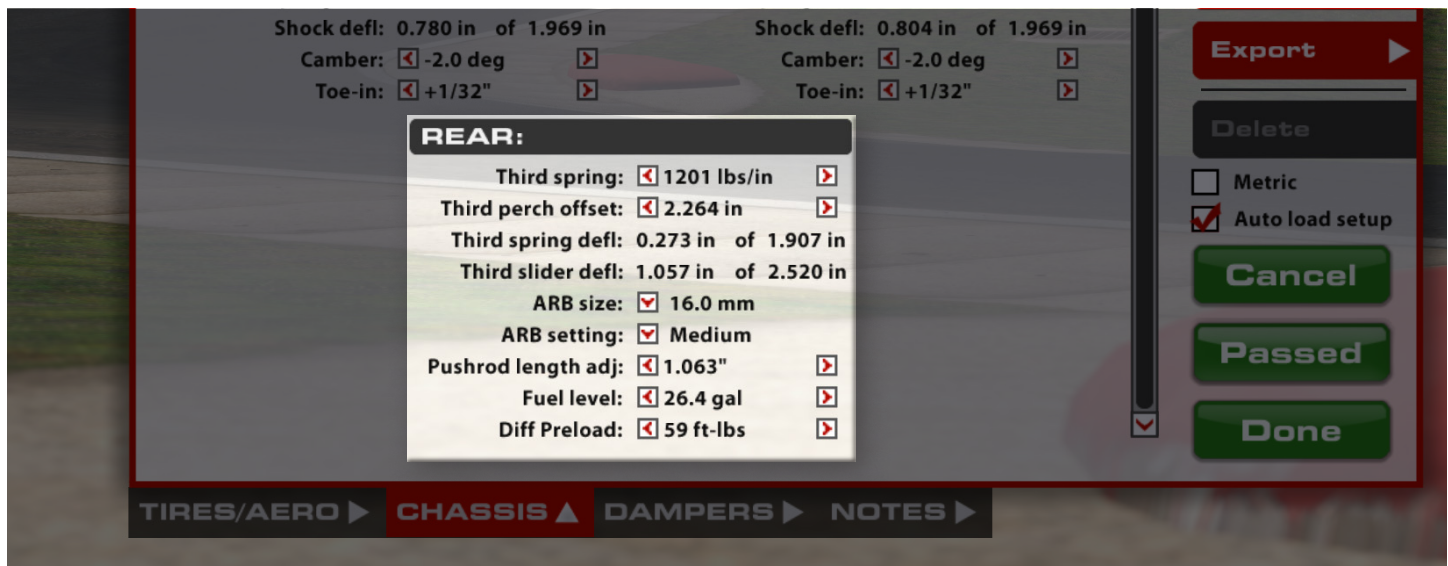 Shock defl: 0.780 in of 1.969 in Shock defl: 0.804 in of 1.969 in
Camber: -2.0 deg Camber: -2.0 deg
Toe-in: +1/32" Toe-in: +1/32"
REAR:
Third spring: 1201 lbs/in
Third perch offset: 2.264 in
Third spring defl: 0.273 in of 1.907 in
Third slider defl: 1.057 in of 2.520 in
ARB size: 16.0 mm
ARB setting: Medium
Pushrod length adj: 1.063"
Fuel level: 26.4 gal
Diff Preload: 59 ft-lbs
Export
Delete
Metric
Auto load setup
Cancel
Passed
Done
TIRES/AERO CHASSIS DAMPERS NOTES